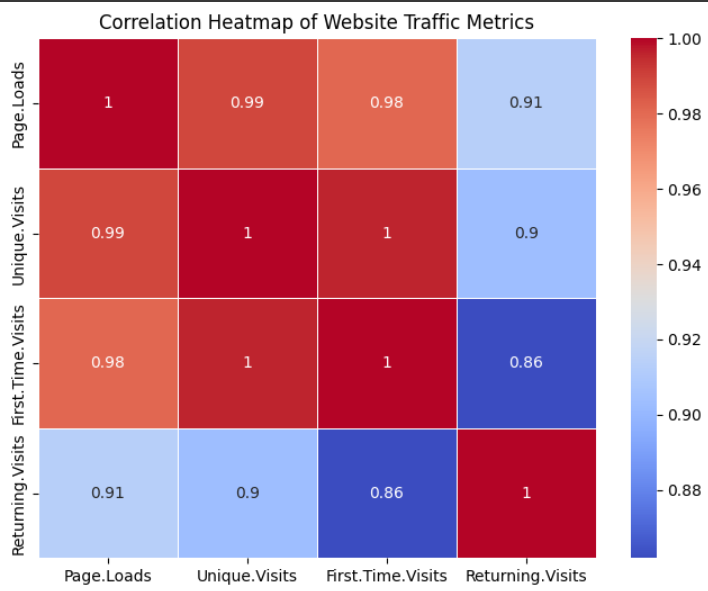 Correlation Heatmap of Website Traffic Metrics
Page.Loads
1 0.99 0.98 0.91
Unique.Visits
0.99 1 1 0.9
First.Time.Visits
0.98 1 1 0.86
Returning.Visits
0.91 0.9 0.86 1
Page.Loads Unique.Visits First.Time.Visits Returning.Visits
1.00
0.98
0.96
0.94
0.92
0.90
0.88